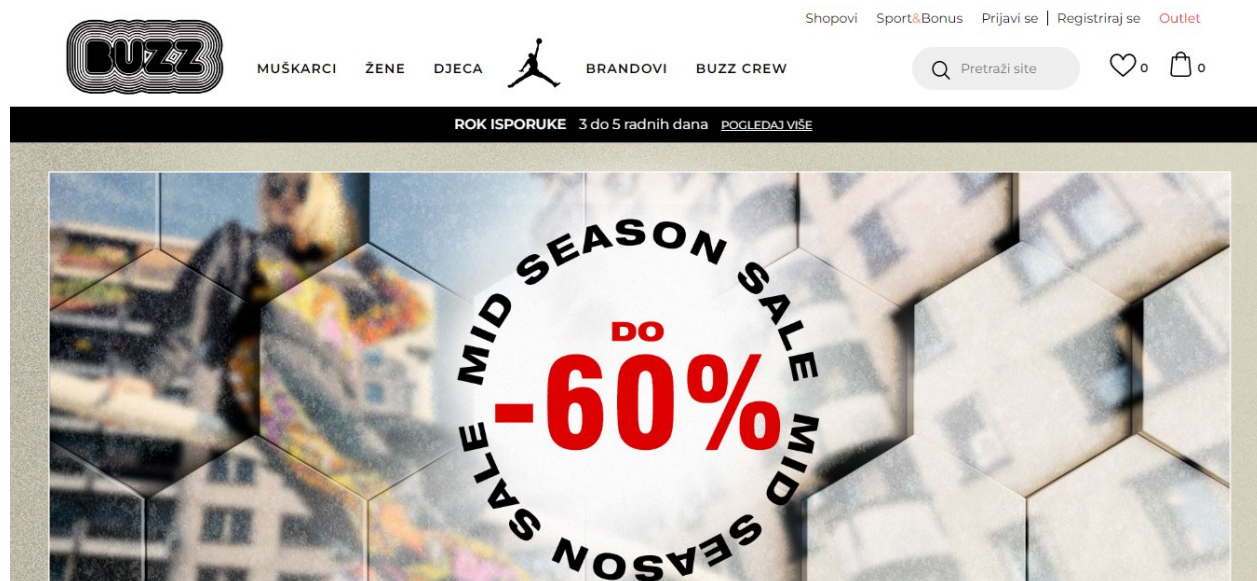 Shopovi Sport&Bonus Prijavi se | Registriraj se Outlet
BUZZ
MUŠKARCI ŽENE DJECA BRANDOVI BUZZ CREW
Pretraži site
0 0
ROK ISPORUKE 3 do 5 radnih dana POGLEDAJ VIŠE
MID SEASON SALE MID SEASON SALE
DO
-60%